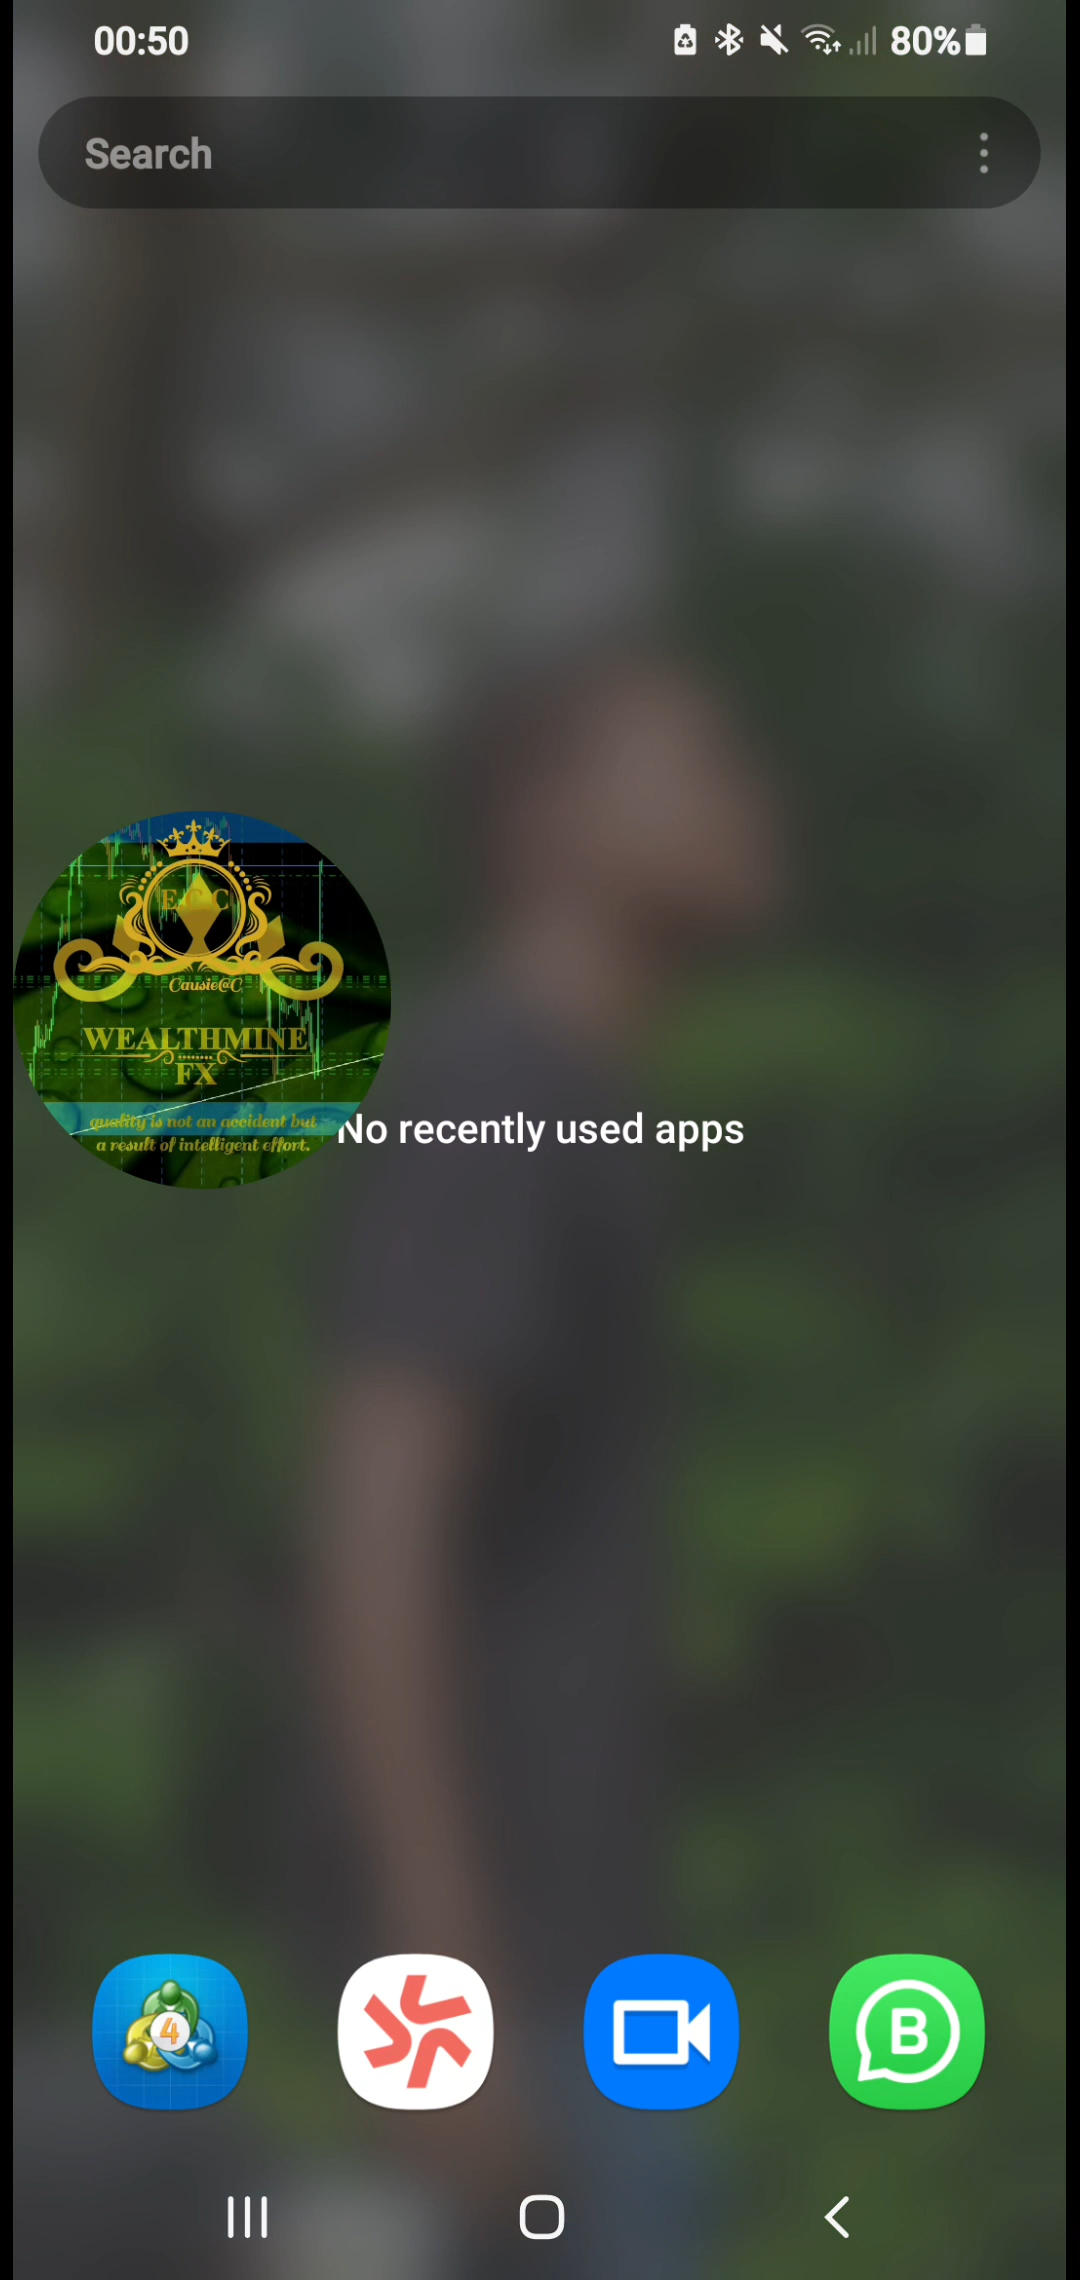 00:50
80%
Search
E.C.C
Causie@C
WEALTHMINE
FX
quality is not an accident but
a result of intelligent effort.
No recently used apps
4
B